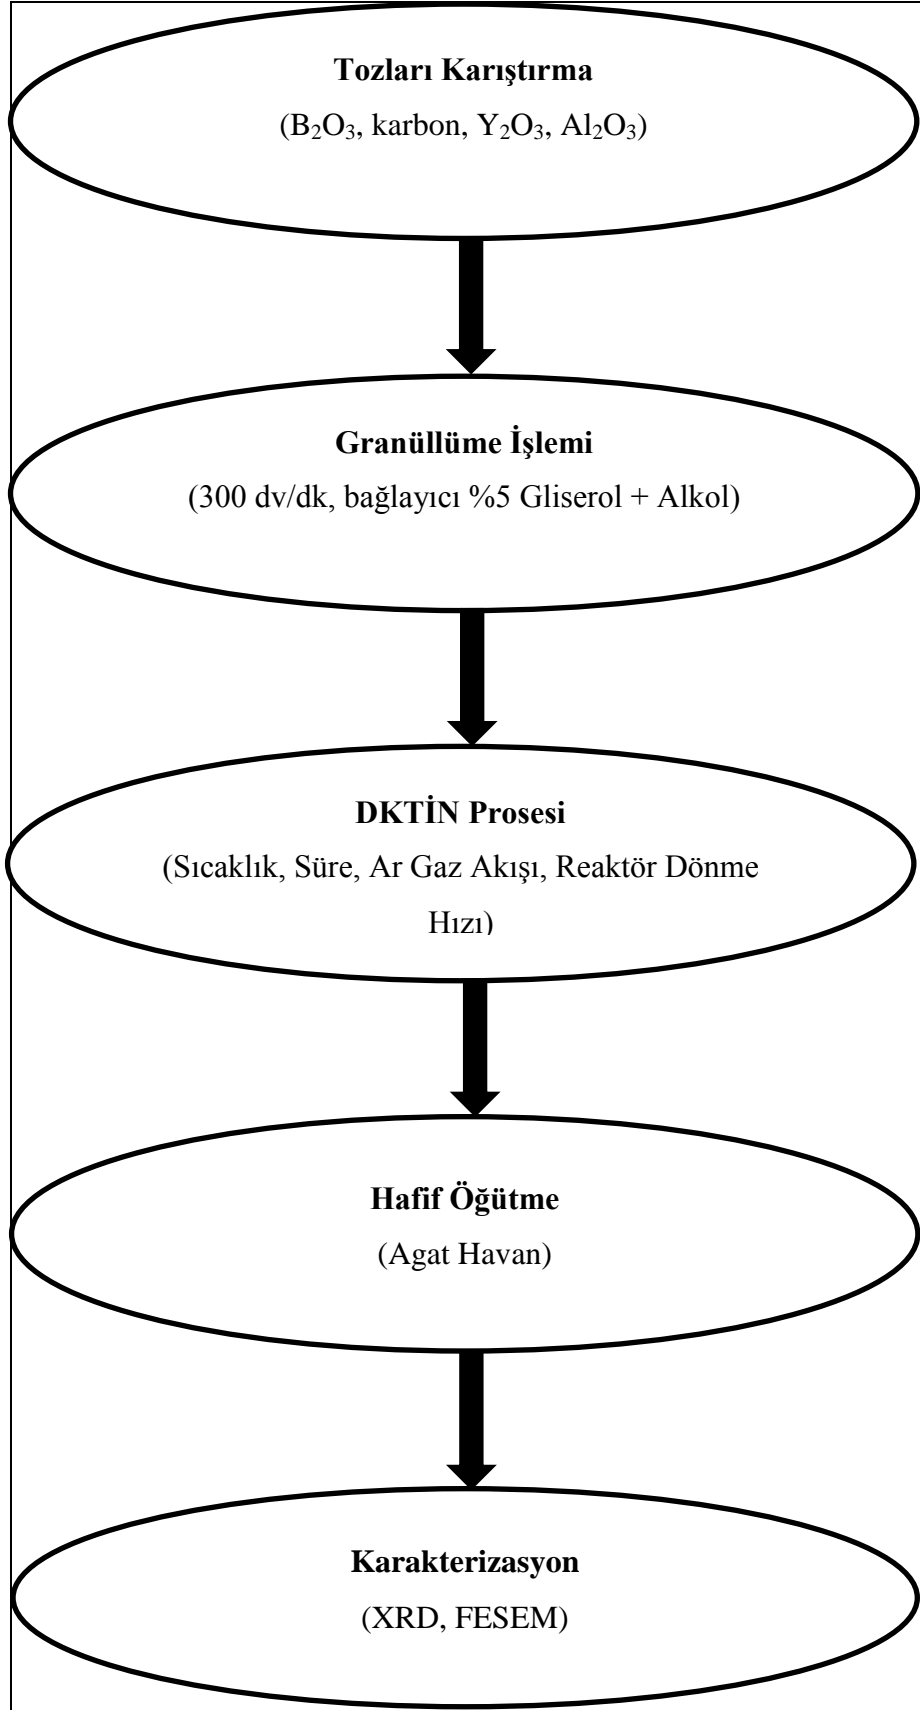 Tozları Karıştırma
(B₂O₃, karbon, Y₂O₃, Al₂O₃)
Granüllüme İşlemi
(300 dv/dk, bağlayıcı %5 Gliserol + Alkol)
DKTİN Prosesi
(Sıcaklık, Süre, Ar Gaz Akışı, Reaktör Dönme
Hızı)
Hafif Öğütme
(Agat Havan)
Karakterizasyon
(XRD, FESEM)